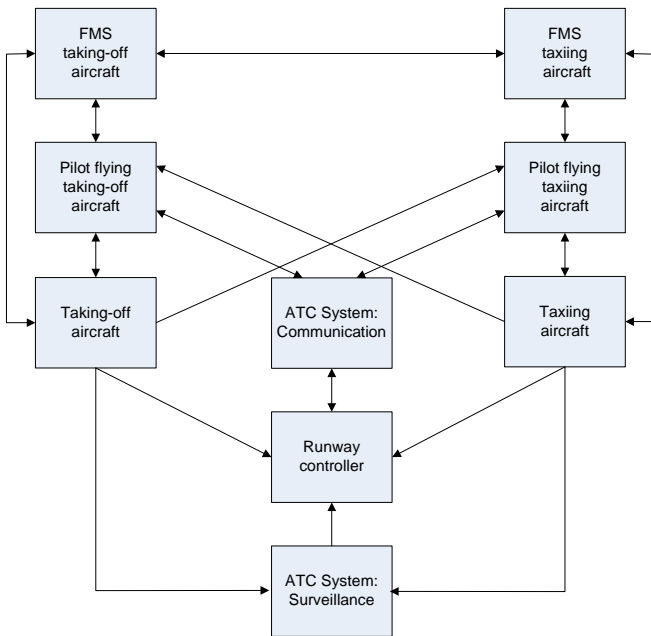 FMS
taking-off
aircraft
FMS
taxiing
aircraft
Pilot flying
taking-off
aircraft
Pilot flying
taxiing
aircraft
Taking-off
aircraft
ATC System:
Communication
Taxiing
aircraft
Runway
controller
ATC System:
Surveillance